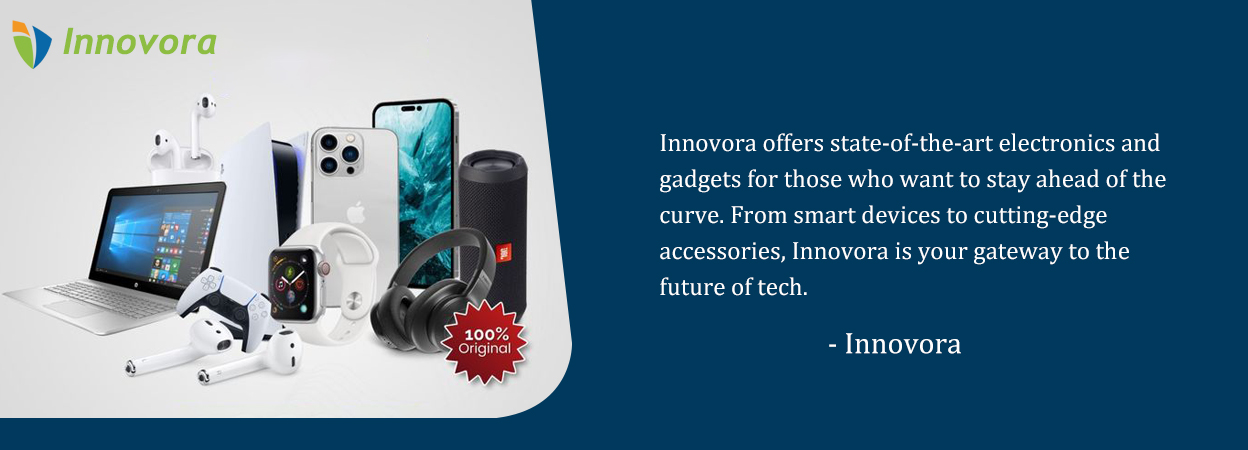 Innovora
Innovora offers state-of-the-art electronics and
gadgets for those who want to stay ahead of the
curve. From smart devices to cutting-edge
accessories, Innovora is your gateway to the
future of tech.
- Innovora
JBL
100%
Original